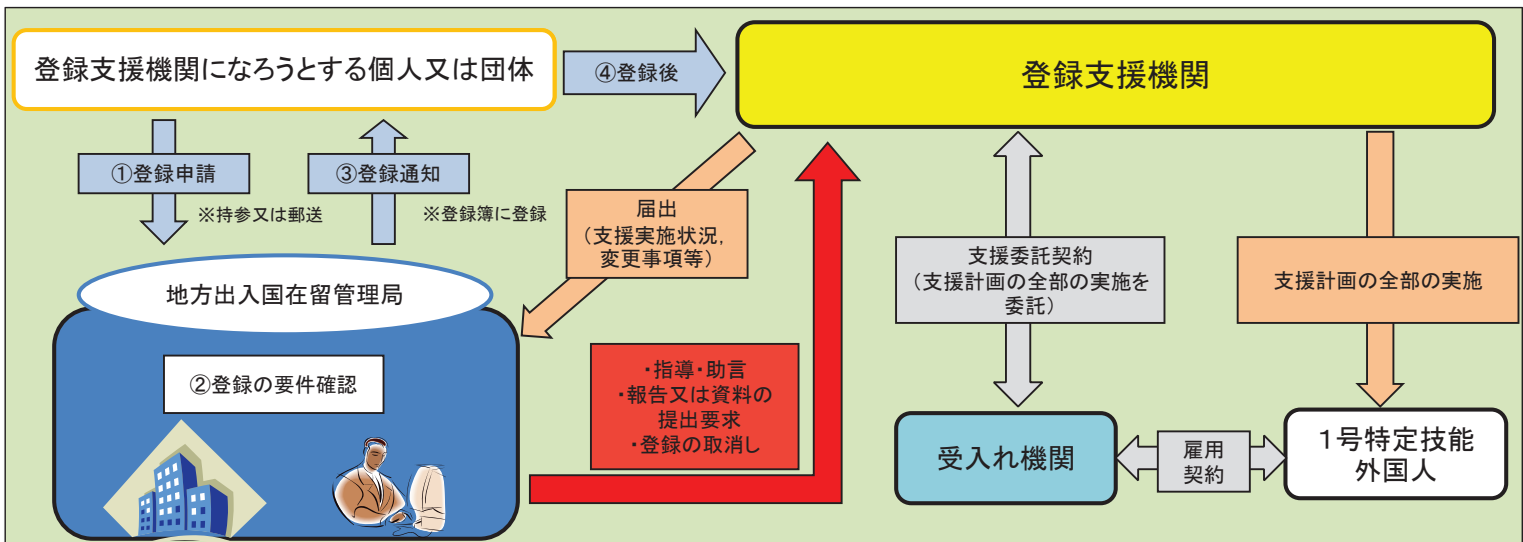 登録支援機関になろうとする個人又は団体
④登録後
登録支援機関
①登録申請
※持参又は郵送
③登録通知
※登録簿に登録
届出
（支援実施状況，
変更事項等）
支援委託契約
（支援計画の全部の実施を
委託）
支援計画の全部の実施
地方出入国在留管理局
②登録の要件確認
・指導・助言
・報告又は資料の
提出要求
・登録の取消し
受入れ機関
雇用
契約
１号特定技能
外国人